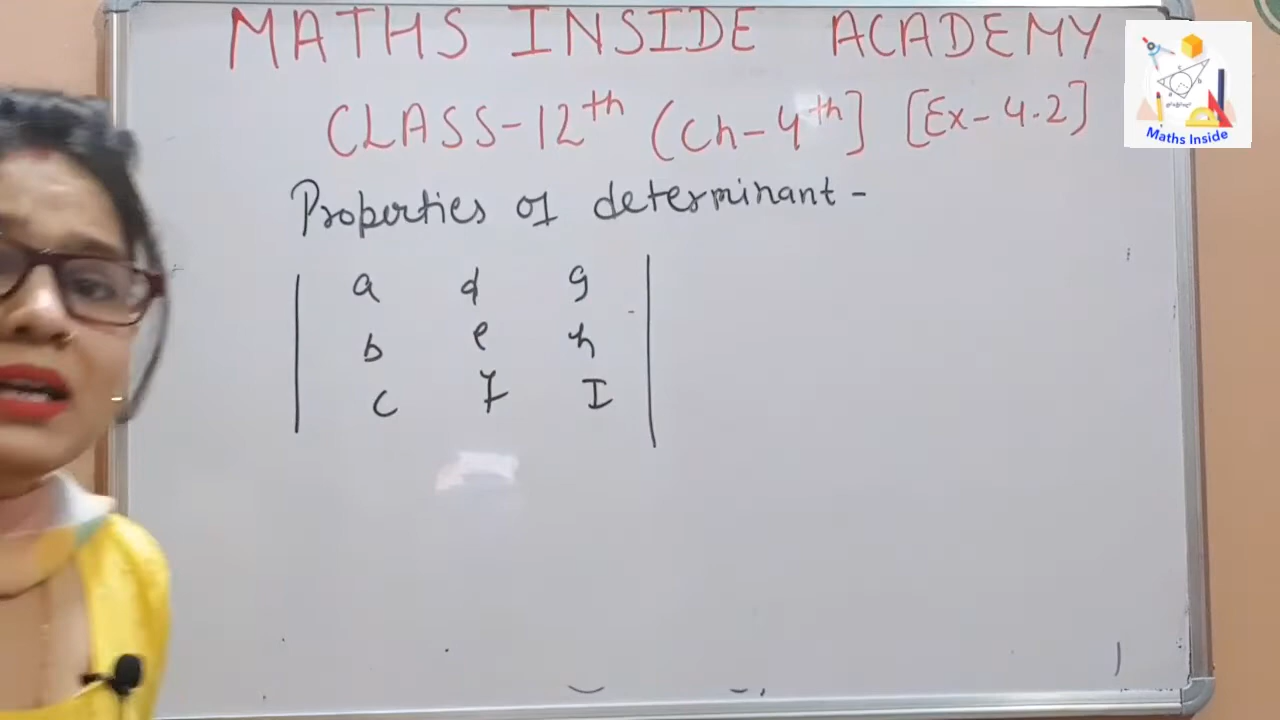 MATHS INSIDE ACADEMY
CLASS-12th (Ch-4th] [Ex-4.2]
Maths Inside
Properties of determinant -
a d g
b e h
c f I